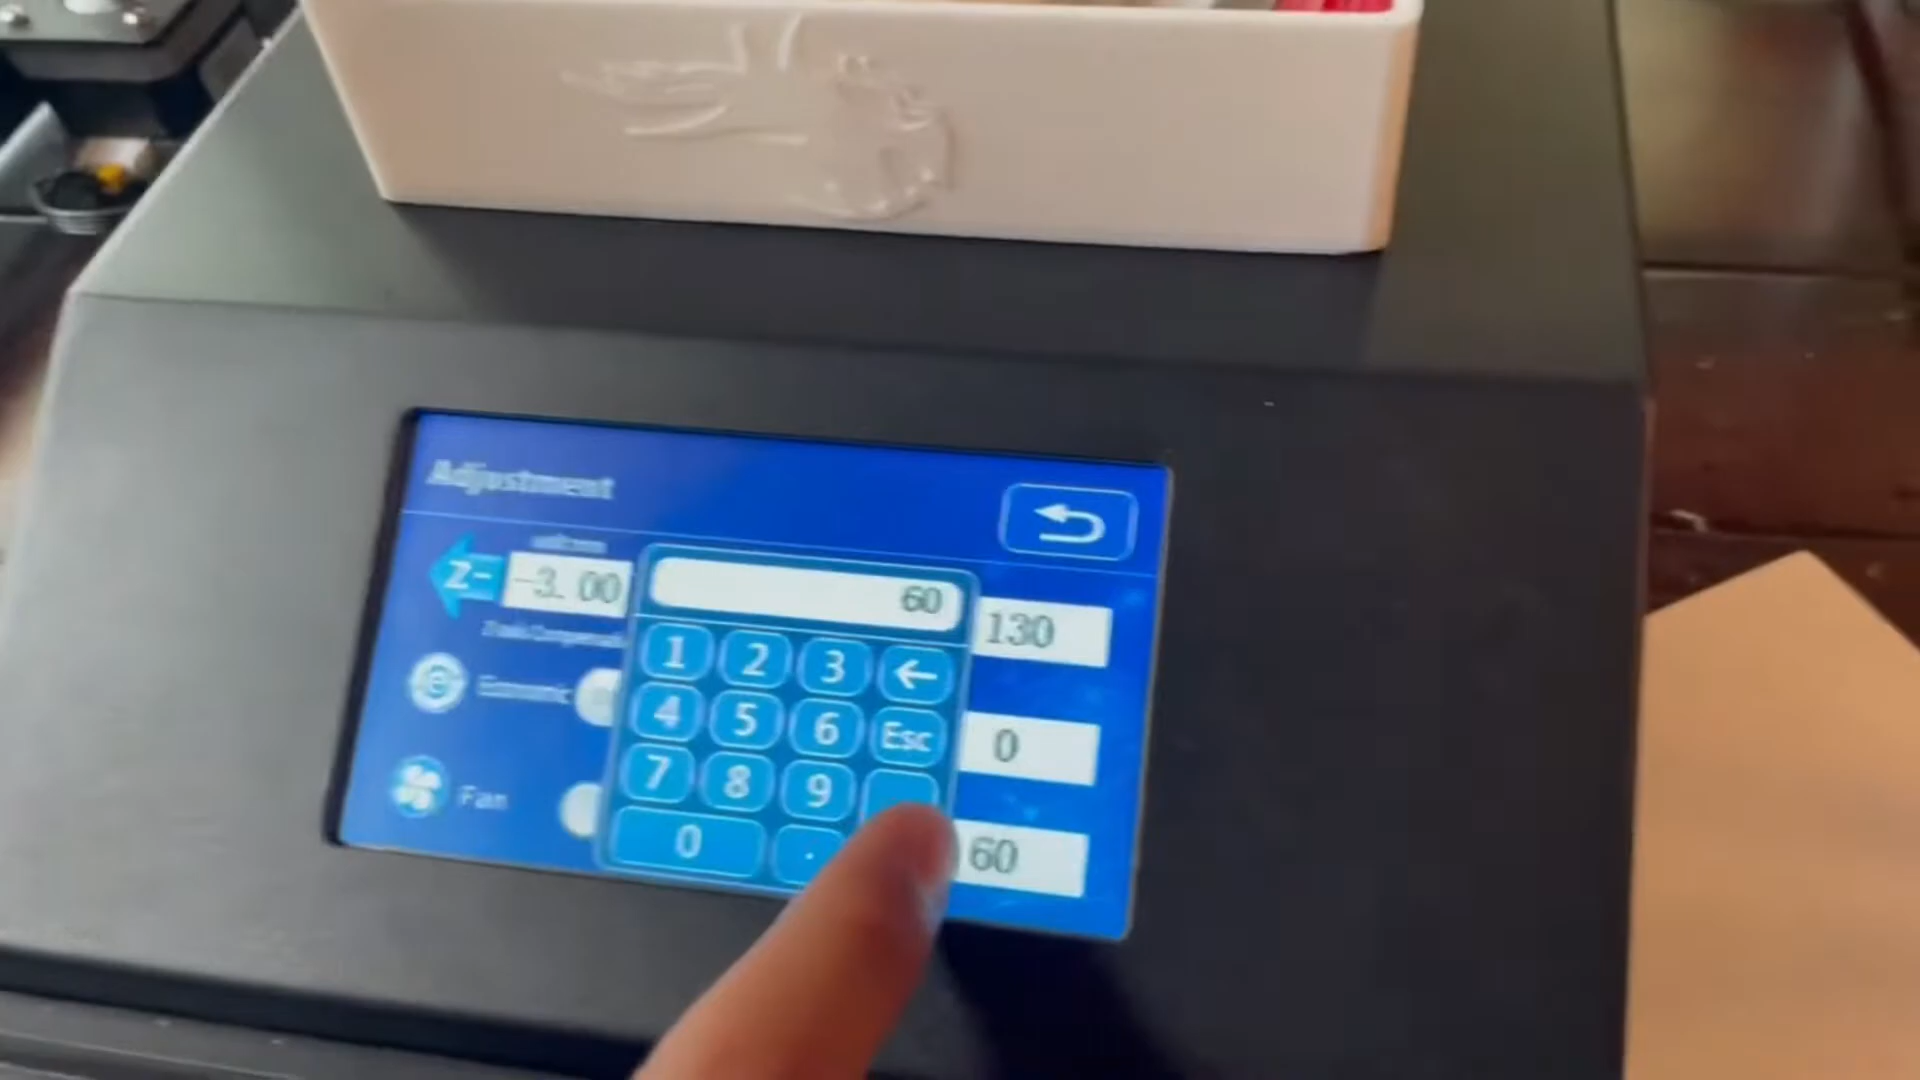 Adjustment
Z-
-3.00
60
130
1 2 3 ←
Economic
4 5 6 Esc
0
7 8 9
Fan
0 .
60